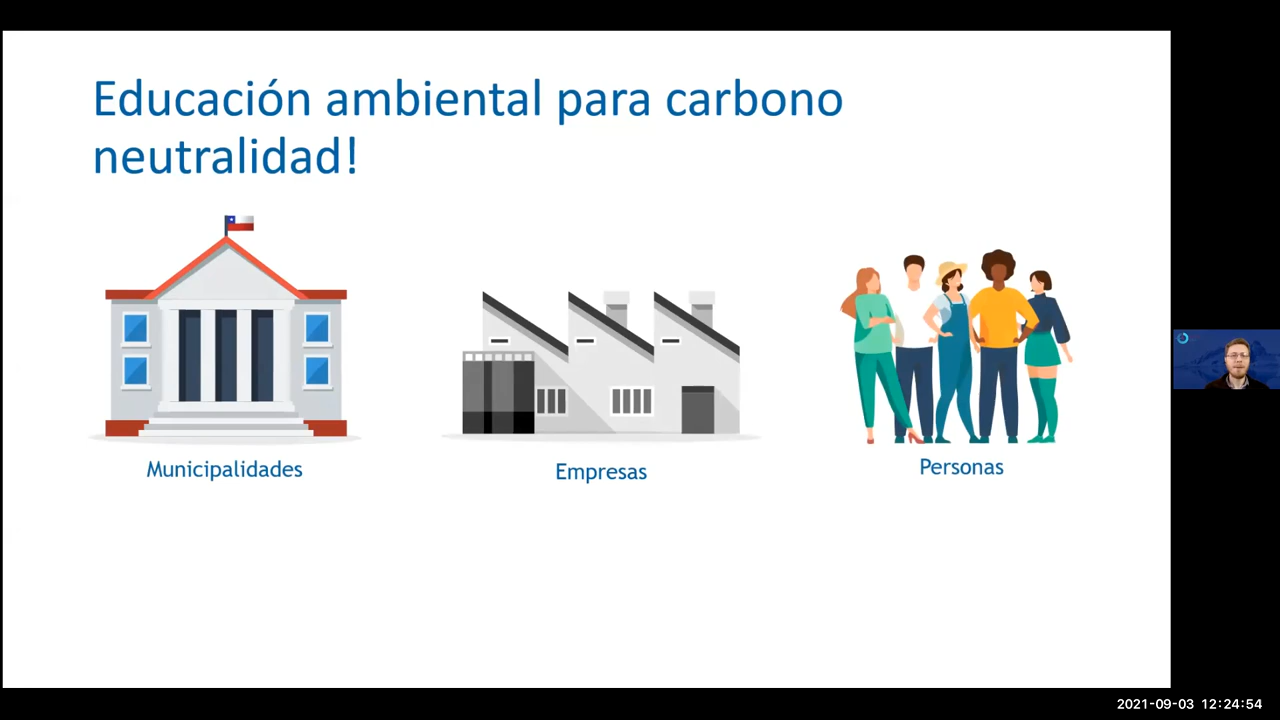 Educación ambiental para carbono
neutralidad!
Municipalidades
Empresas
Personas
2021-09-03 12:24:54